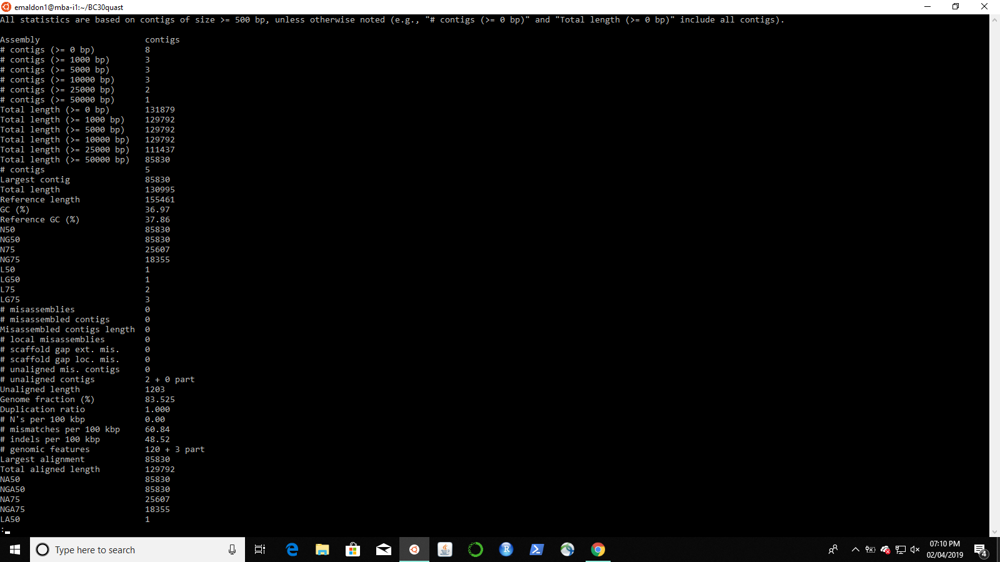 emaldon1@mba-i1:~/BC30quast
All statistics are based on contigs of size >= 500 bp, unless otherwise noted (e.g., "# contigs (>= 0 bp)" and "Total length (>= 0 bp)" include all contigs).
Assembly contigs
# contigs (>= 0 bp) 8
# contigs (>= 1000 bp) 3
# contigs (>= 5000 bp) 3
# contigs (>= 10000 bp) 3
# contigs (>= 25000 bp) 2
# contigs (>= 50000 bp) 1
Total length (>= 0 bp) 131879
Total length (>= 1000 bp) 129792
Total length (>= 5000 bp) 129792
Total length (>= 10000 bp) 129792
Total length (>= 25000 bp) 111437
Total length (>= 50000 bp) 85830
# contigs 5
Largest contig 85830
Total length 130995
Reference length 155461
GC (%) 36.97
Reference GC (%) 37.86
N50 85830
NG50 85830
N75 25607
NG75 18355
L50 1
LG50 1
L75 2
LG75 3
# misassemblies 0
# misassembled contigs 0
Misassembled contigs length 0
# local misassemblies 0
# scaffold gap ext. mis. 0
# scaffold gap loc. mis. 0
# unaligned mis. contigs 0
# unaligned contigs 2 + 0 part
Unaligned length 1203
Genome fraction (%) 83.525
Duplication ratio 1.000
# N's per 100 kbp 0.00
# mismatches per 100 kbp 60.84
# indels per 100 kbp 48.52
# genomic features 120 + 3 part
Largest alignment 85830
Total aligned length 129792
NA50 85830
NGA50 85830
NA75 25607
NGA75 18355
LA50 1
:
Type here to search
07:10 PM
02/04/2019
4